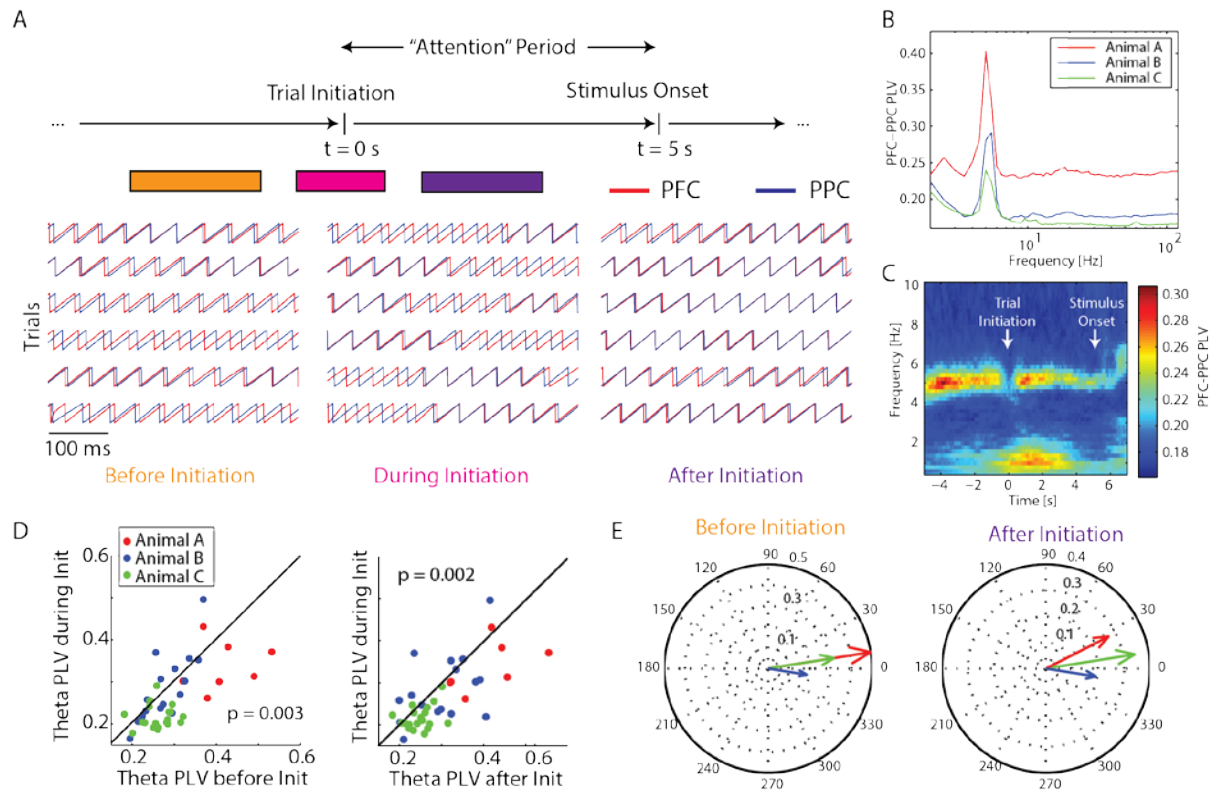 A
"Attention" Period
Trial Initiation
Stimulus Onset
...
...
t = 0 s
t = 5 s
PFC
PPC
Trials
100 ms
Before Initiation
During Initiation
After Initiation
B
PFC-PPC PLV
0.40
0.35
0.30
0.25
0.20
Animal A
Animal B
Animal C
10¹
10²
Frequency [Hz]
C
Frequency [Hz]
10
8
6
4
2
Trial
Initiation
Stimulus
Onset
−4 −2 0 2 4 6
Time [s]
0.30
0.28
0.26
0.24
0.22
0.20
0.18
PFC-PPC PLV
D
Theta PLV during Init
0.6
0.4
0.2
Animal A
Animal B
Animal C
p = 0.003
0.2 0.4 0.6
Theta PLV before Init
Theta PLV during Init
p = 0.002
0.2 0.4 0.6
Theta PLV after Init
E
Before Initiation
90
0.5
120
60
0.3
150
30
0.1
180
0
210
330
240
300
270
After Initiation
90
0.4
120
60
0.3
150
0.2
30
0.1
180
0
210
330
240
300
270